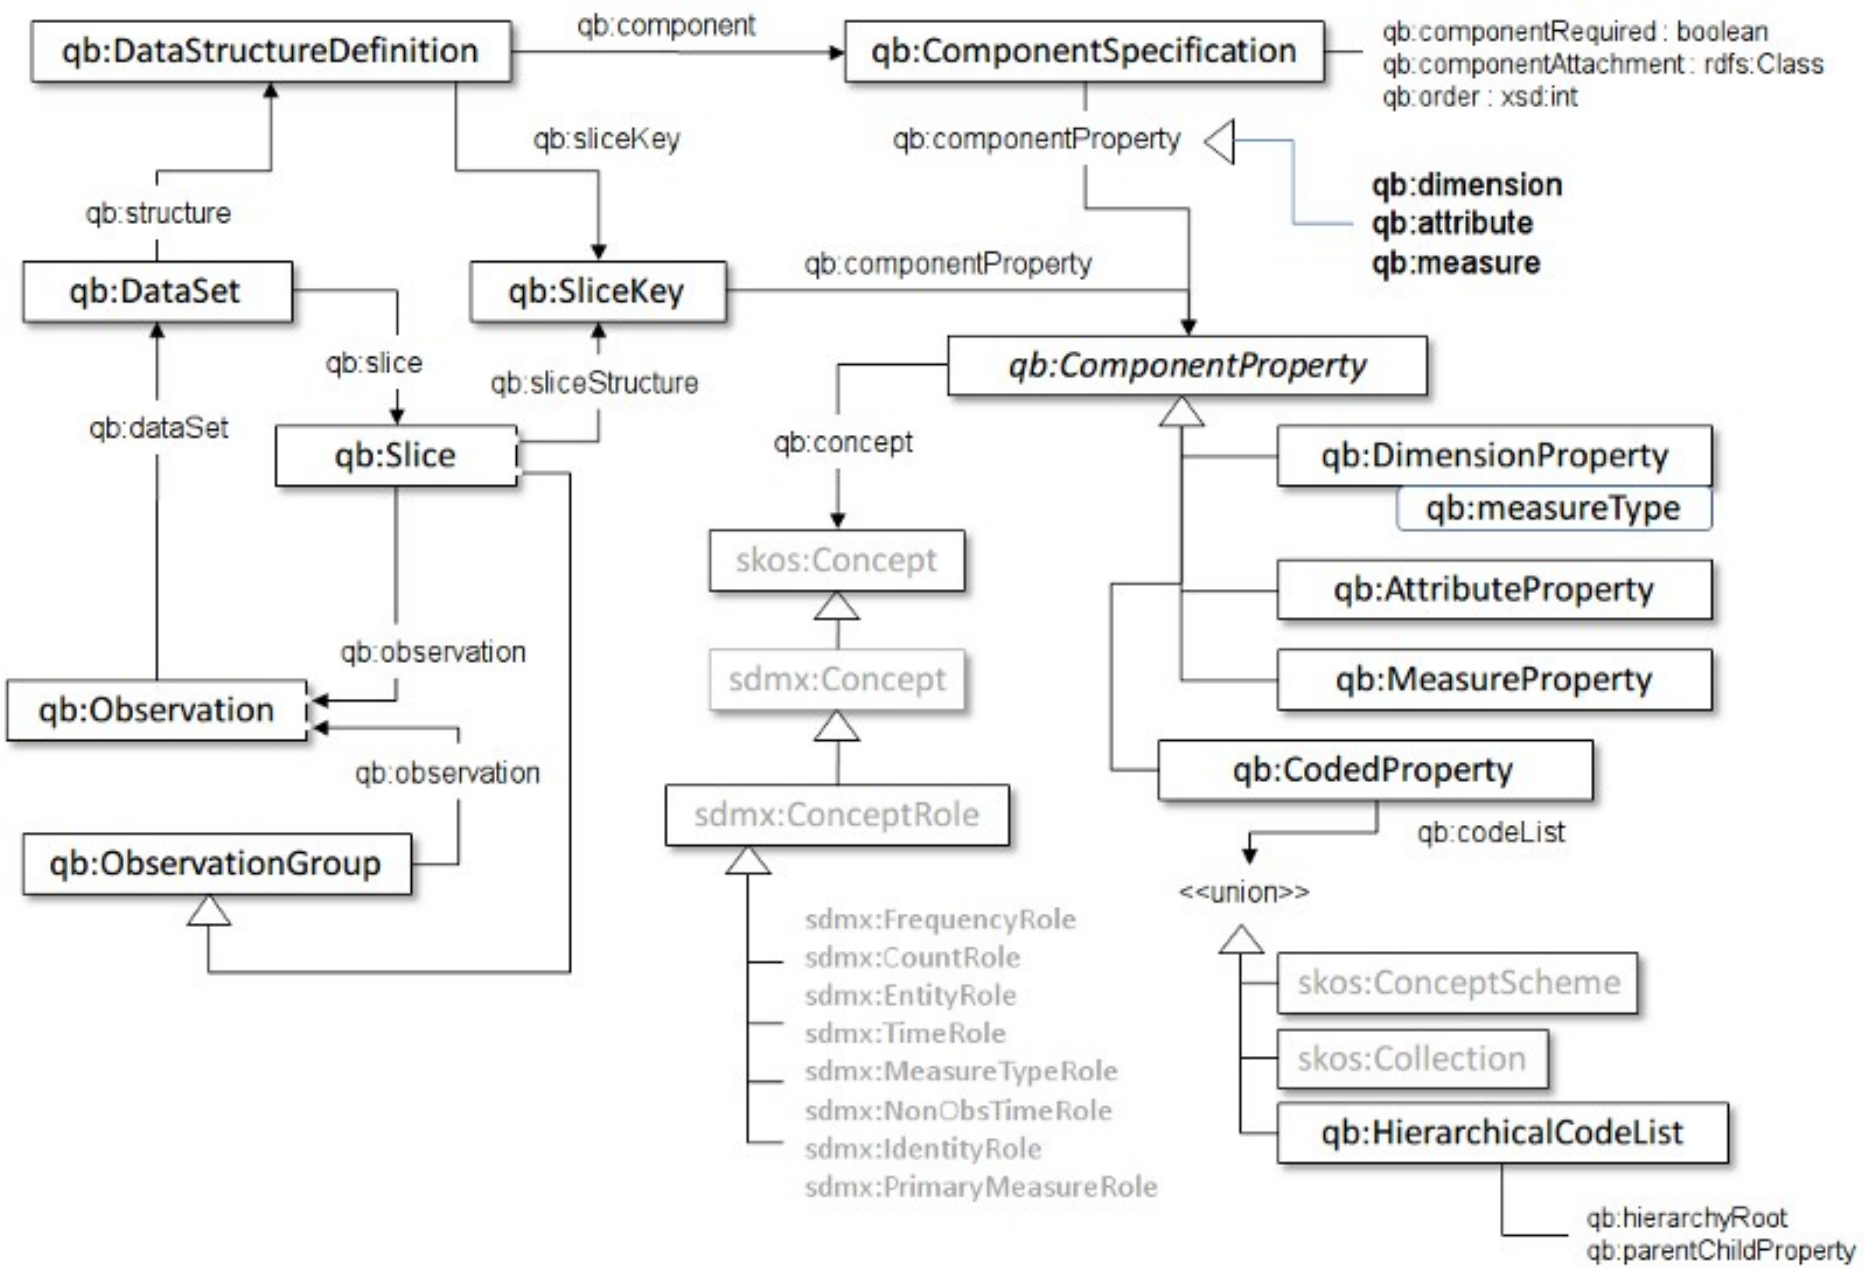 qb:DataStructureDefinition
qb:component
qb:ComponentSpecification
qb:componentRequired : boolean
qb:componentAttachment : rdfs:Class
qb:order : xsd:int
qb:sliceKey
qb:componentProperty
qb:dimension
qb:attribute
qb:measure
qb:structure
qb:DataSet
qb:SliceKey
qb:componentProperty
qb:slice
qb:sliceStructure
qb:ComponentProperty
qb:dataSet
qb:Slice
qb:concept
qb:DimensionProperty
qb:measureType
skos:Concept
qb:AttributeProperty
qb:observation
sdmx:Concept
qb:MeasureProperty
qb:Observation
qb:observation
qb:CodedProperty
sdmx:ConceptRole
qb:codeList
qb:ObservationGroup
<<union>>
sdmx:FrequencyRole
sdmx:CountRole
sdmx:EntityRole
sdmx:TimeRole
sdmx:MeasureTypeRole
sdmx:NonObsTimeRole
sdmx:IdentityRole
sdmx:PrimaryMeasureRole
skos:ConceptScheme
skos:Collection
qb:HierarchicalCodeList
qb:hierarchyRoot
qb:parentChildProperty